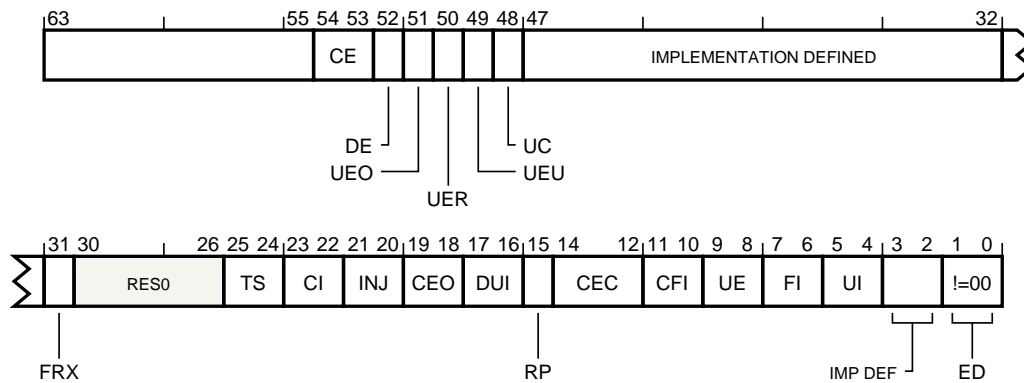 63 55 54 53 52 51 50 49 48 47 32
CE IMPLEMENTATION DEFINED
DE UC
UEO UEU
UER
31 30 26 25 24 23 22 21 20 19 18 17 16 15 14 12 11 10 9 8 7 6 5 4 3 2 1 0
RES0 TS CI INJ CEO DUI CEC CFI UE FI UI !=00
FRX RP IMP DEF ED